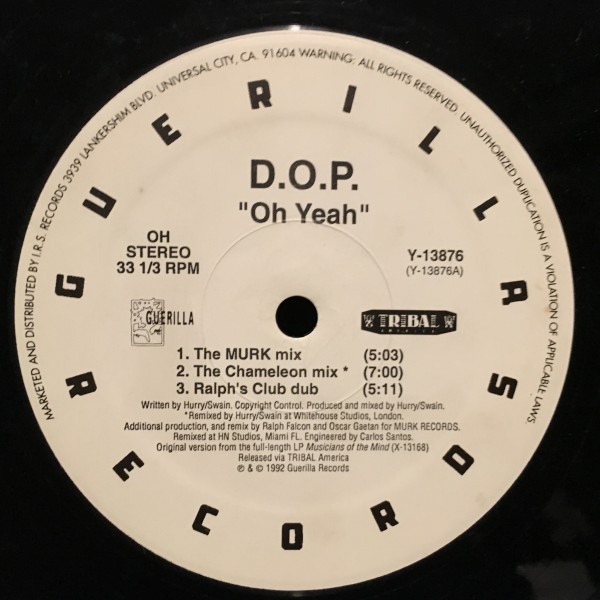 MARKETED AND DISTRIBUTED BY I.R.S. RECORDS 3939 LANKERSHIM BLVD. UNIVERSAL CITY, CA. 91604 WARNING: ALL RIGHTS RESERVED. UNAUTHORIZED DUPLICATION IS A VIOLATION OF APPLICABLE LAWS
GUERILLA
RECORDS
D.O.P.
"Oh Yeah"
OH
STEREO
33 1/3 RPM
Y-13876
(Y-13876A)
GUERILLA
TRIBAL
AMERICA
1. The MURK mix (5:03)
2. The Chameleon mix * (7:00)
3. Ralph's Club dub (5:11)
Written by Hurry/Swain. Copyright Control. Produced and mixed by Hurry/Swain.
*Remixed by Hurry/Swain at Whitehouse Studios, London.
Additional production, and remix by Ralph Falcon and Oscar Gaetan for MURK RECORDS.
Remixed at HN Studios, Miami FL. Engineered by Carlos Santos.
Original version from the full-length LP Musicians of the Mind (X-13168)
Released via TRIBAL America
℗ & © 1992 Guerilla Records